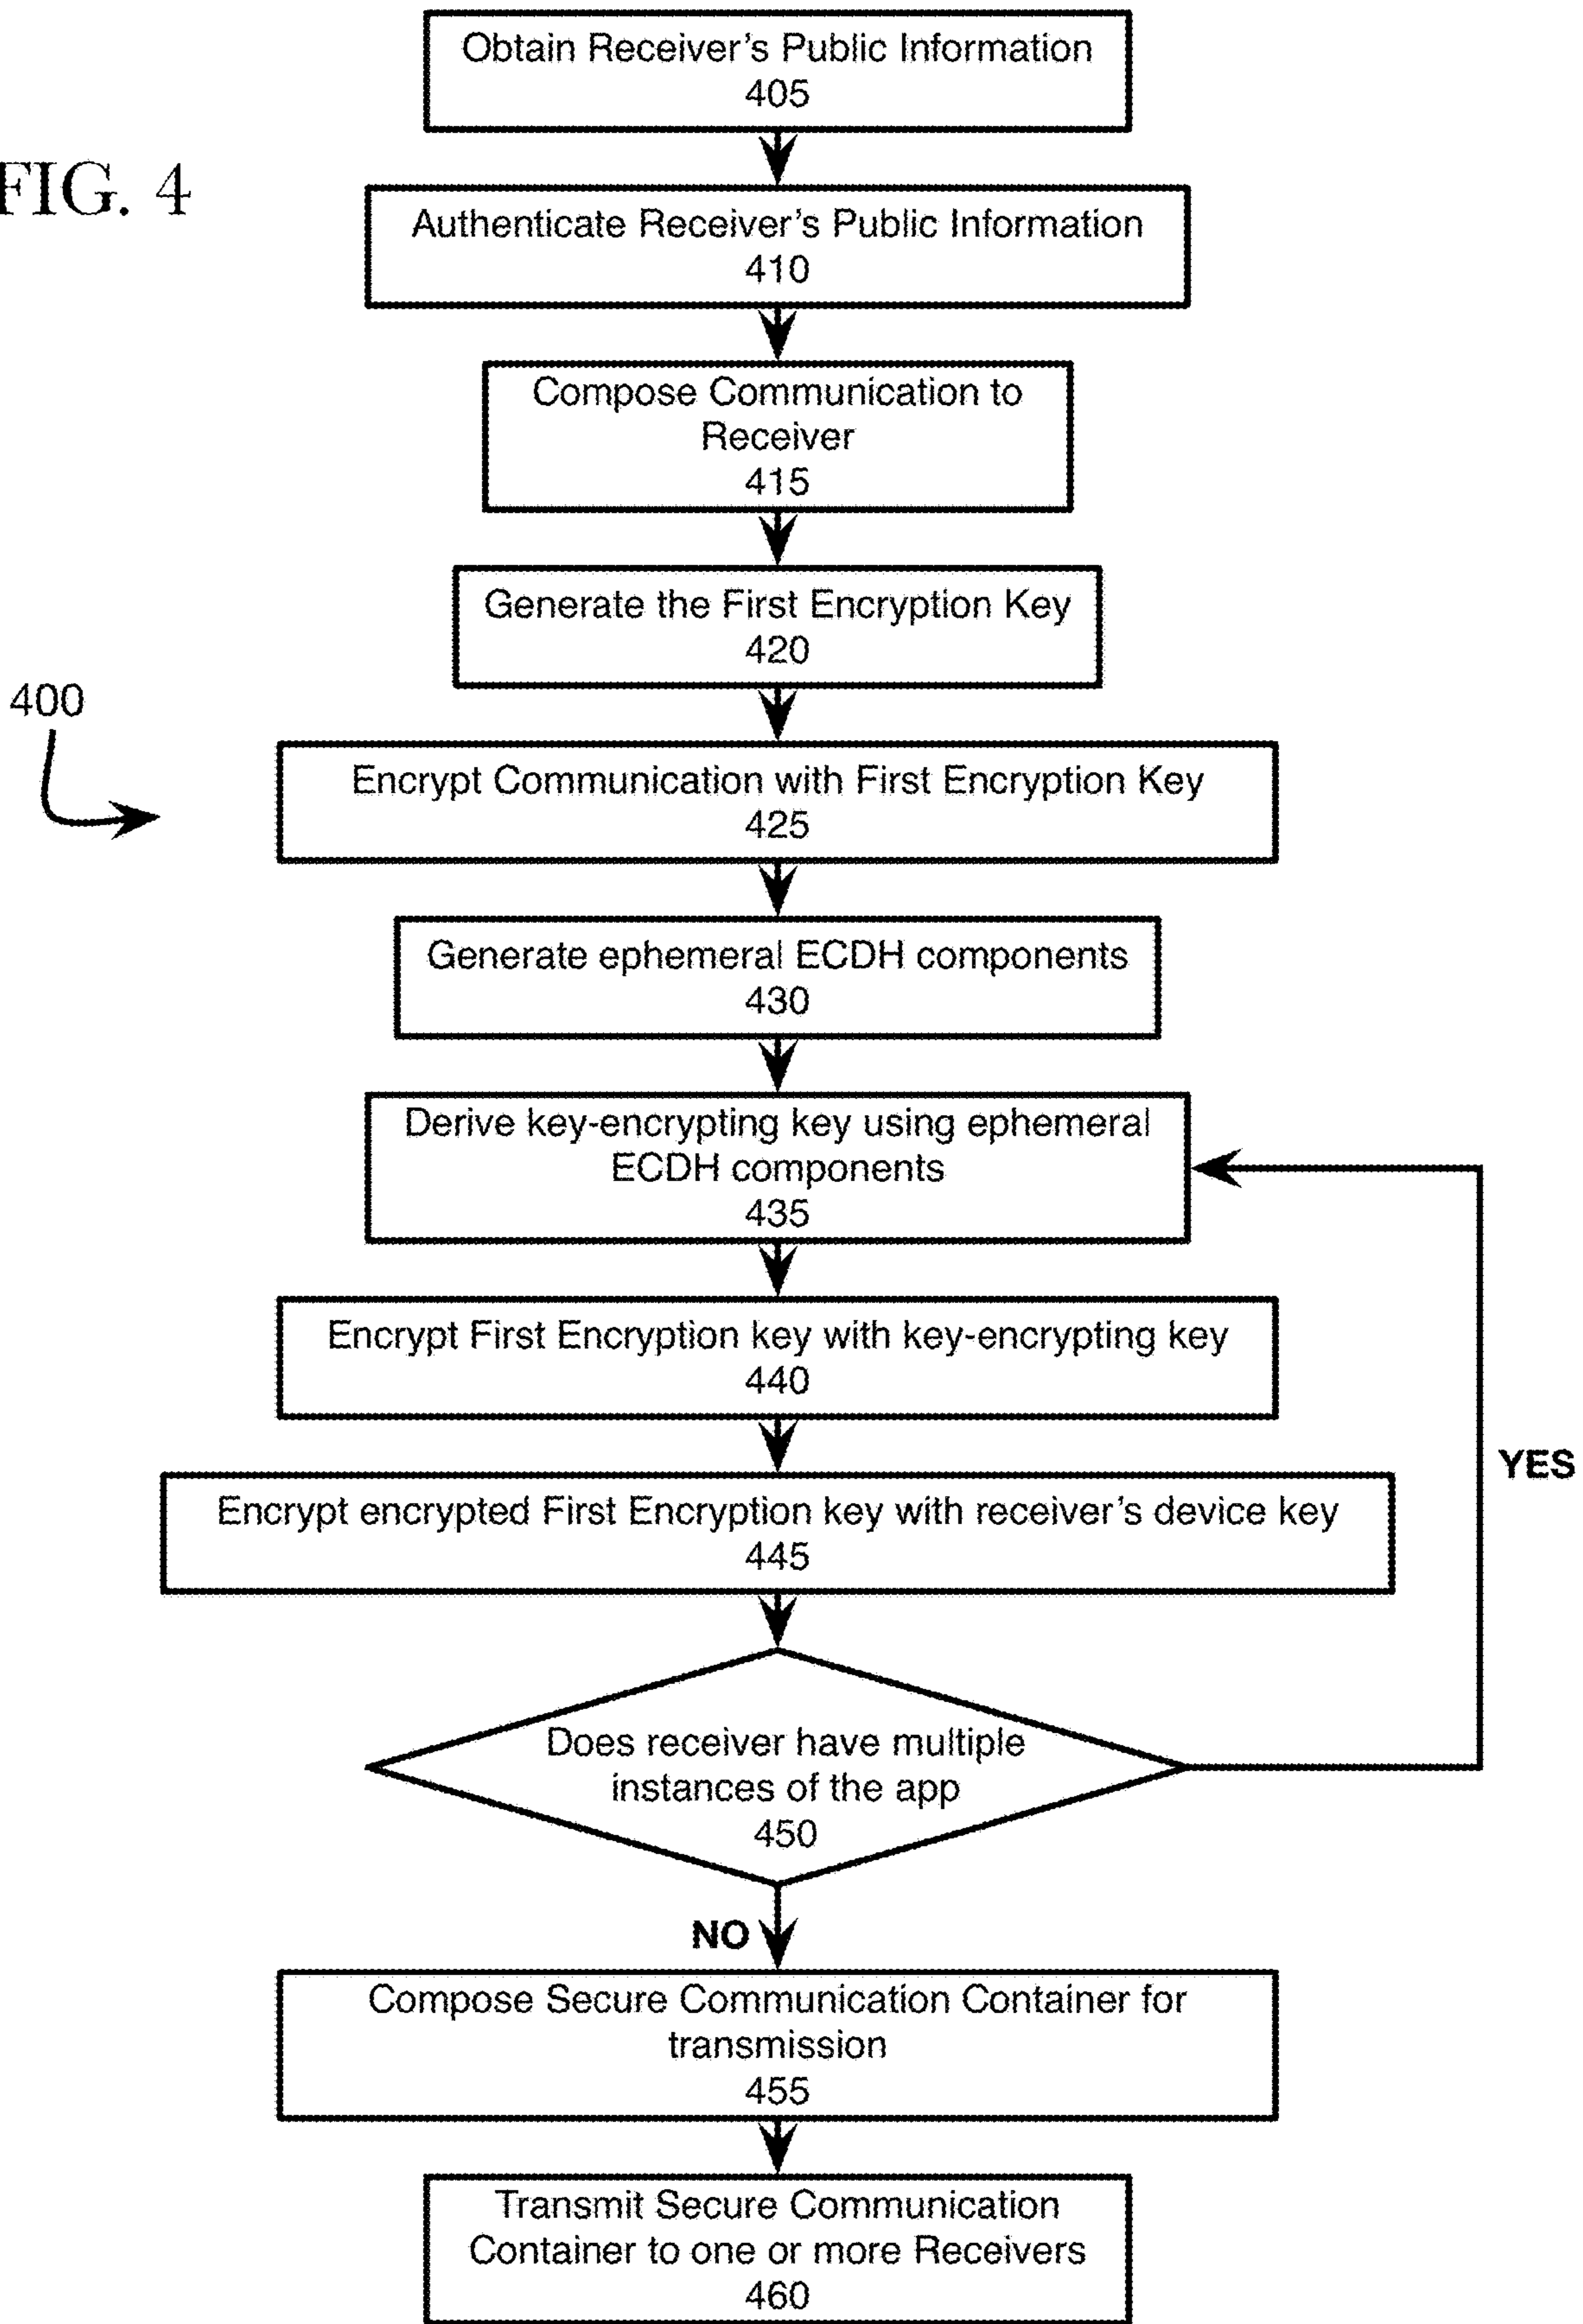 Obtain Receiver's Public Information
405
FIG. 4
Authenticate Receiver's Public Information
410
Compose Communication to
Receiver
415
Generate the First Encryption Key
420
400
Encrypt Communication with First Encryption Key
425
Generate ephemeral ECDH components
430
Derive key-encrypting key using ephemeral
ECDH components
435
Encrypt First Encryption key with key-encrypting key
440
YES
Encrypt encrypted First Encryption key with receiver's device key
445
Does receiver have multiple
instances of the app
450
NO
Compose Secure Communication Container for
transmission
455
Transmit Secure Communication
Container to one or more Receivers
460